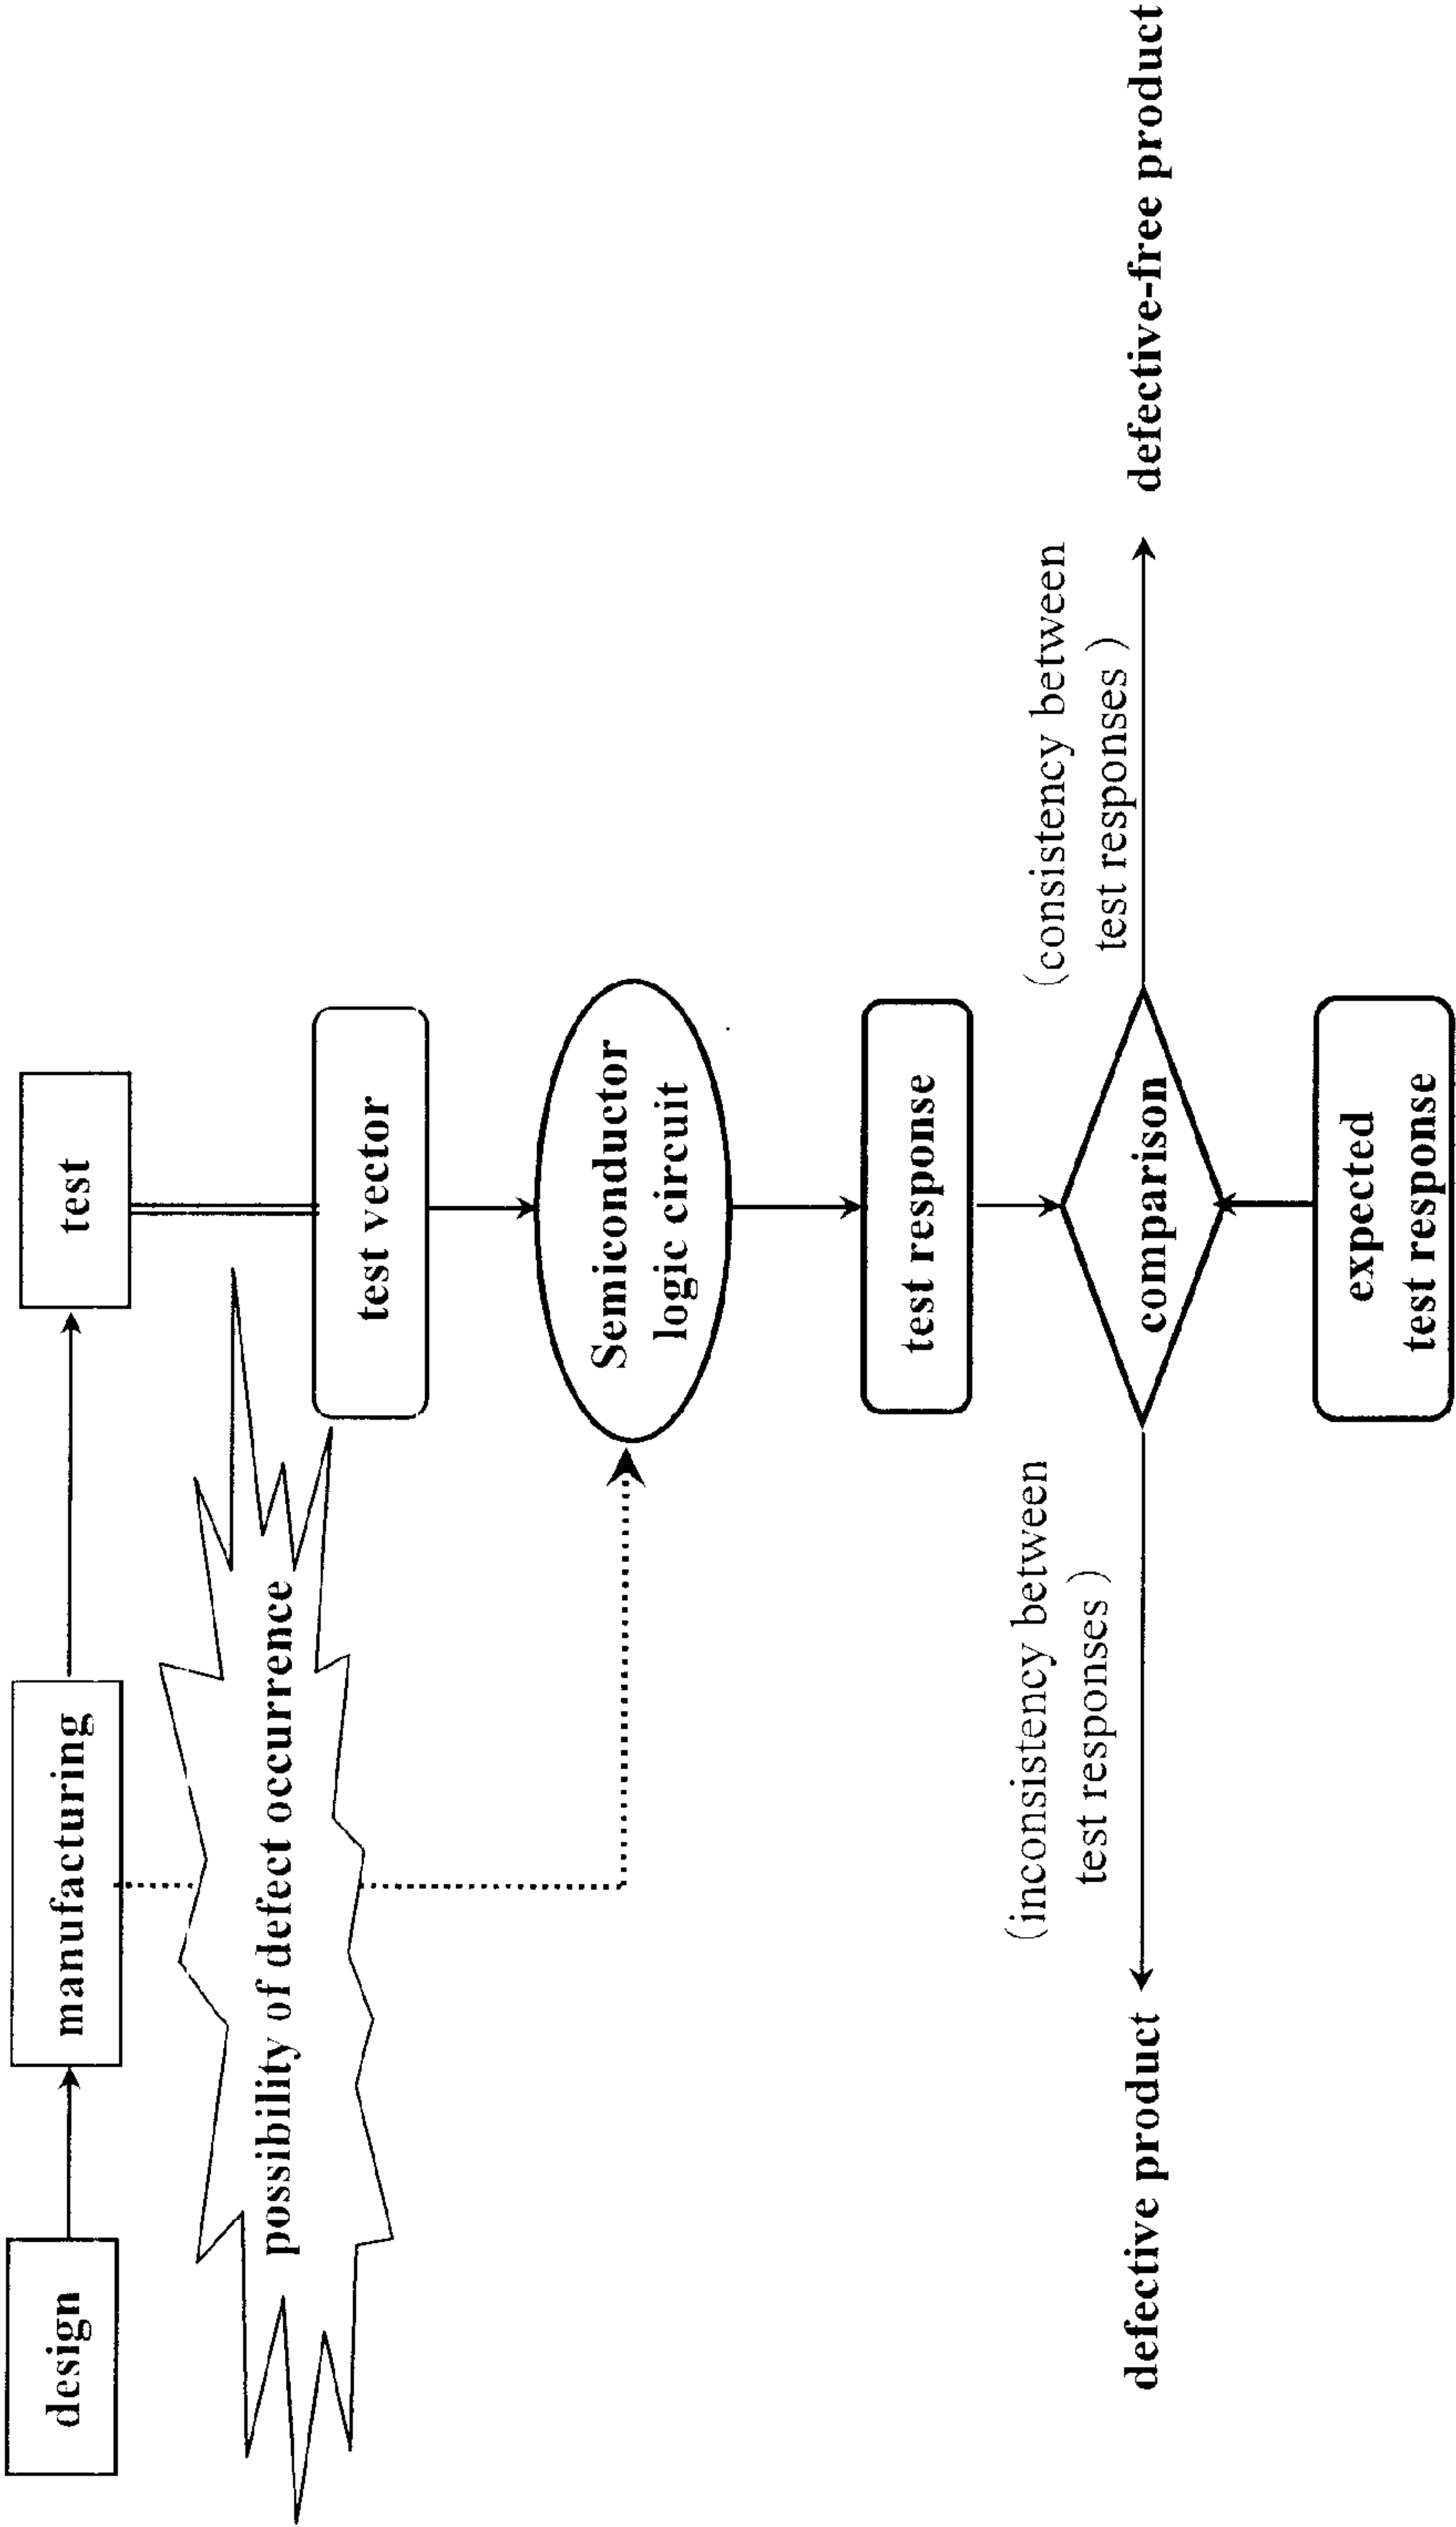 design
manufacturing
test
possibility of defect occurrence
test vector
Semiconductor
logic circuit
test response
(inconsistency between
test responses)
(consistency between
test responses)
defective product
comparison
defective-free product
expected
test response